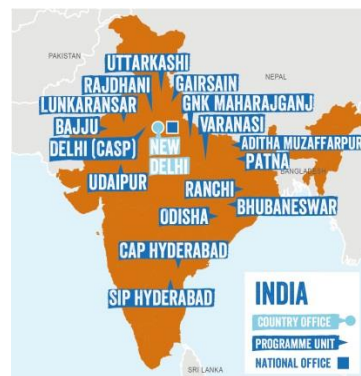 PAKISTAN
UTTARKASHI
NEPAL
RAJDHANI
GAIRSAIN
LUNKARANSAR
GNK MAHARAJGANJ
BAJJU
VARANASI
DELHI (CASP)
NEW
DELHI
ADITHA MUZAFFARPUR
PATNA
BANGLADESH
UDAIPUR
RANCHI
BHUBANESWAR
ODISHA
CAP HYDERABAD
SIP HYDERABAD
INDIA
COUNTRY OFFICE
PROGRAMME UNIT
NATIONAL OFFICE
SRI LANKA